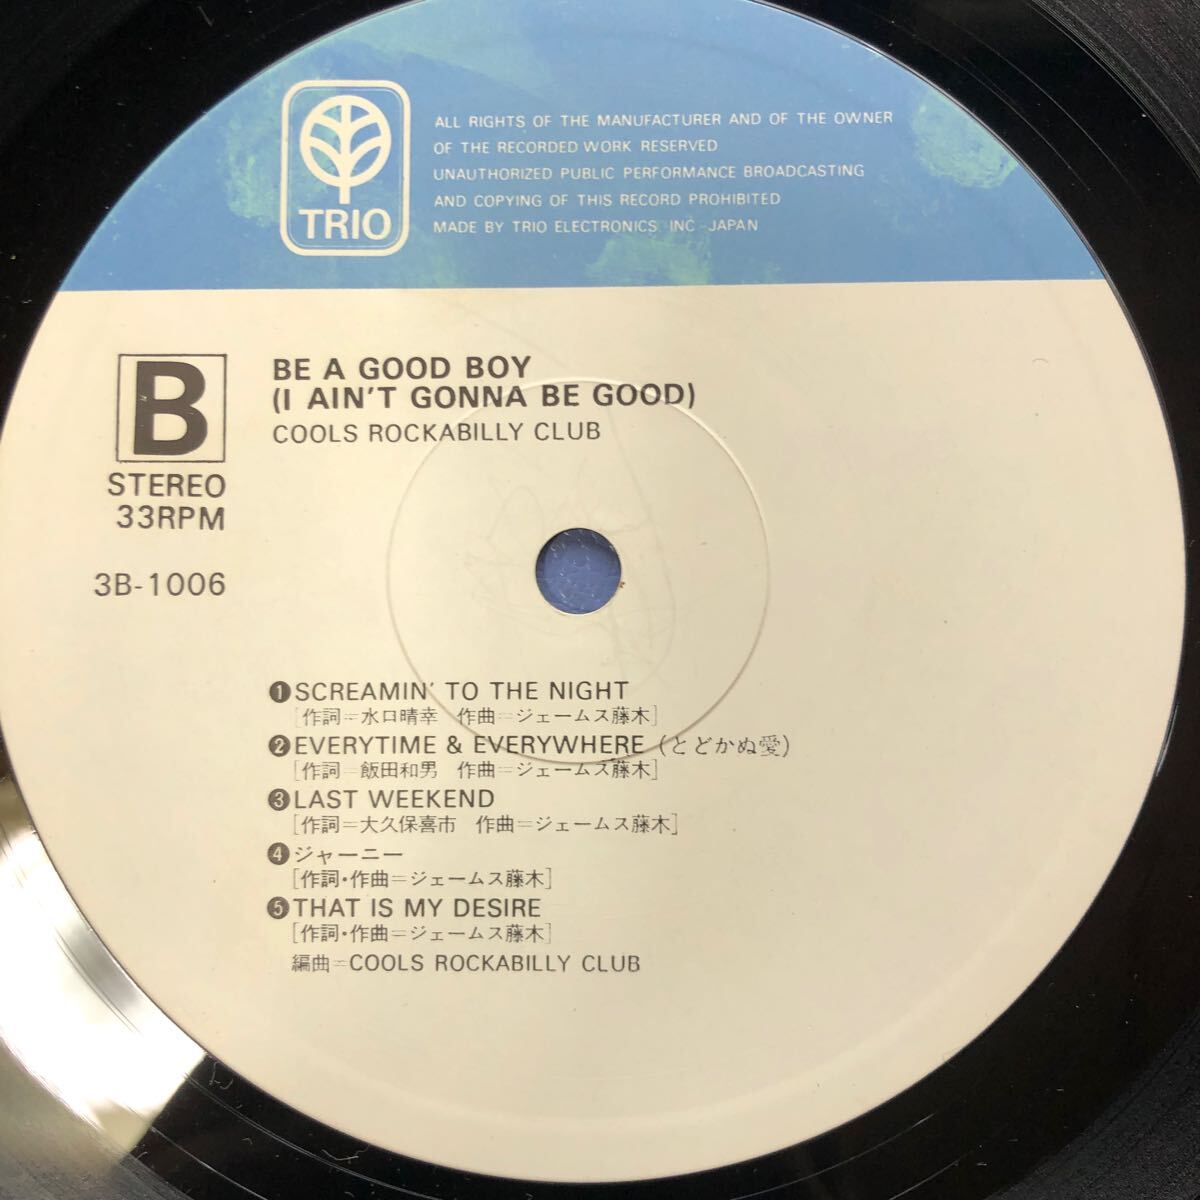 TRIO
ALL RIGHTS OF THE MANUFACTURER AND OF THE OWNER
OF THE RECORDED WORK RESERVED
UNAUTHORIZED PUBLIC PERFORMANCE BROADCASTING
AND COPYING OF THIS RECORD PROHIBITED
MADE BY TRIO ELECTRONICS. INC  JAPAN
B
STEREO
33RPM
3B-1006
BE A GOOD BOY
(I AIN'T GONNA BE GOOD)
COOLS ROCKABILLY CLUB
❶SCREAMIN' TO THE NIGHT
[作詞=水口晴幸 作曲=ジェームス藤木]
❷EVERYTIME & EVERYWHERE (とどかぬ愛)
[作詞=飯田和男 作曲=ジェームス藤木]
❸LAST WEEKEND
[作詞=大久保喜市 作曲=ジェームス藤木]
❹ジャーニー
[作詞・作曲=ジェームス藤木]
❺THAT IS MY DESIRE
[作詞・作曲=ジェームス藤木]
編曲=COOLS ROCKABILLY CLUB